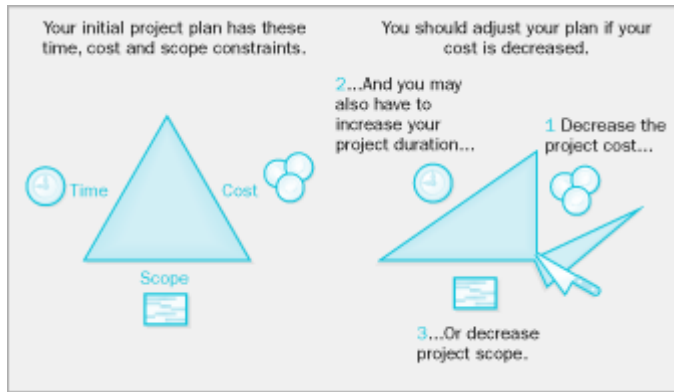 Your initial project plan has these
time, cost and scope constraints.
Time
Cost
Scope
You should adjust your plan if your
cost is decreased.
2...And you may
also have to
increase your
project duration...
1 Decrease the
project cost...
3...Or decrease
project scope.